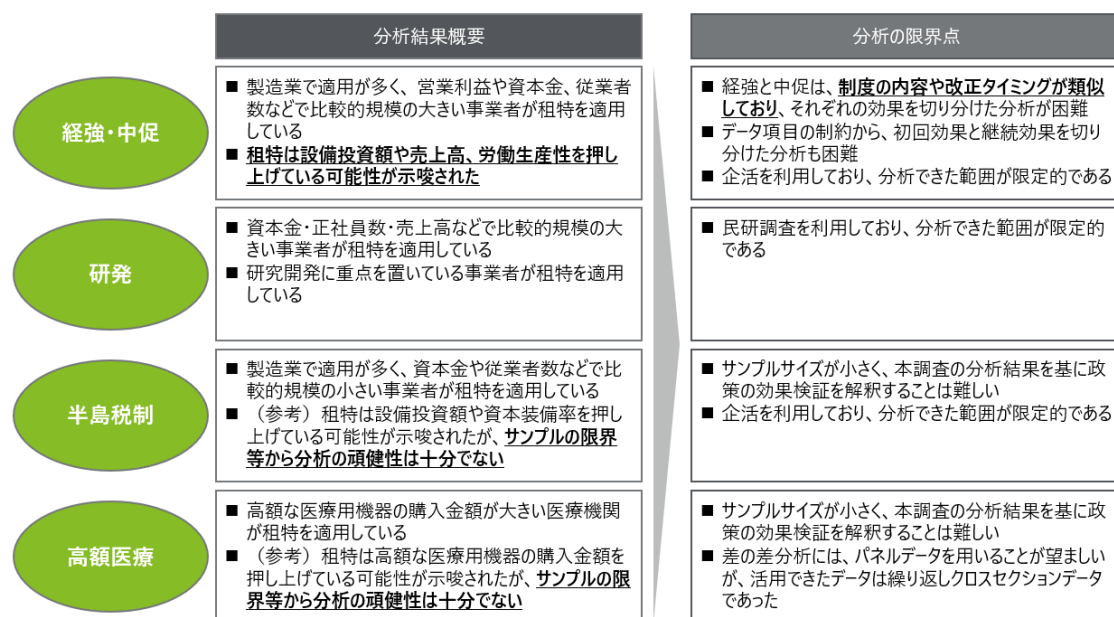 分析結果概要
分析の限界点
経強・中促
■ 製造業で適用が多く、営業利益や資本金、従業者
数などで比較的規模の大きい事業者が租特を適用
している
■ 租特は設備投資額や売上高、労働生産性を押し
上げている可能性が示唆された
■ 経強と中促は、制度の内容や改正タイミングが類似
しており、それぞれの効果を切り分けた分析が困難
■ データ項目の制約から、初回効果と継続効果を切り
分けた分析も困難
■ 企活を利用しており、分析できた範囲が限定的である
研発
■ 資本金・正社員数・売上高などで比較的規模の大
きい事業者が租特を適用している
■ 研究開発に重点を置いている事業者が租特を適用
している
■ 民研調査を利用しており、分析できた範囲が限定的
である
半島税制
■ 製造業で適用が多く、資本金や従業者数などで比
較的規模の小さい事業者が租特を適用している
■ （参考）租特は設備投資額や資本装備率を押し
上げている可能性が示唆されたが、サンプルの限界
等から分析の頑健性は十分でない
■ サンプルサイズが小さく、本調査の分析結果を基に政
策の効果検証を解釈することは難しい
■ 企活を利用しており、分析できた範囲が限定的である
高額医療
■ 高額な医療用機器の購入金額が大きい医療機関
が租特を適用している
■ （参考）租特は高額な医療用機器の購入金額を
押し上げている可能性が示唆されたが、サンプルの限
界等から分析の頑健性は十分でない
■ サンプルサイズが小さく、本調査の分析結果を基に政
策の効果検証を解釈することは難しい
■ 差の差分析には、パネルデータを用いることが望ましい
が、活用できたデータは繰り返しクロスセクションデータ
であった